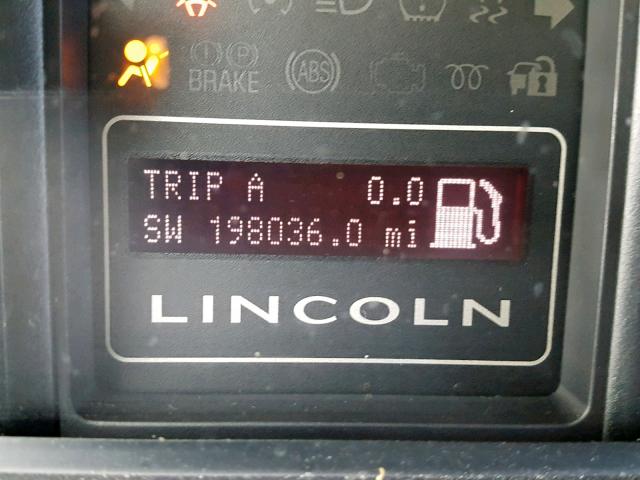 (!) (P)
BRAKE
ABS
TRIP A 0.0
SW 198036.0 mi
LINCOLN